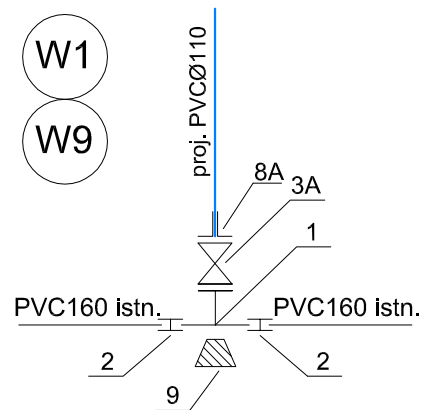 W1
W9
proj. PVCØ110
8A
3A
1
PVC160 istn.
PVC160 istn.
2
2
9